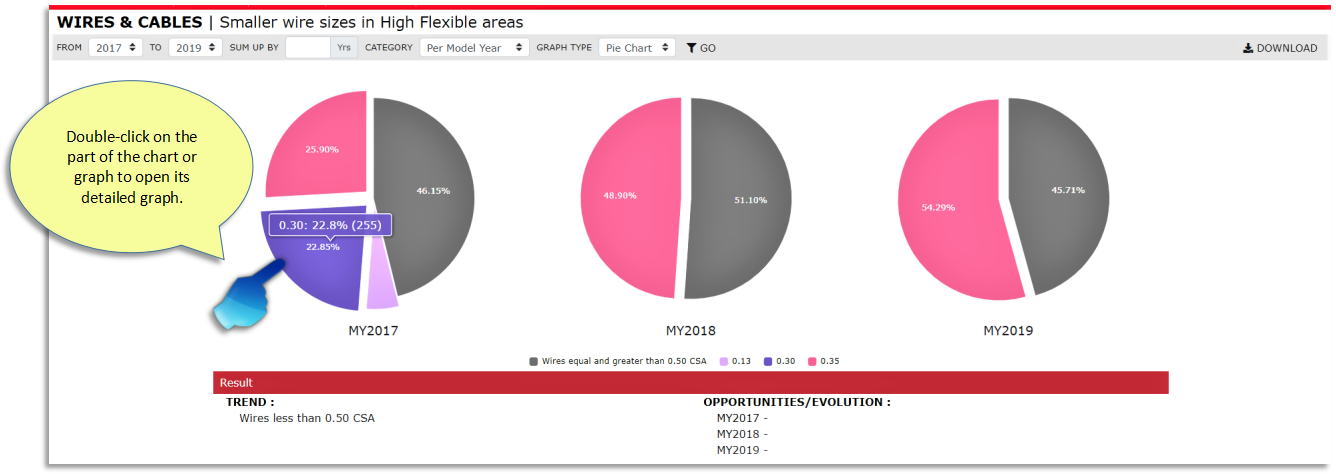 WIRES & CABLES | Smaller wire sizes in High Flexible areas
FROM 2017 TO 2019 SUM UP BY Yrs CATEGORY Per Model Year GRAPH TYPE Pie Chart GO DOWNLOAD
Double-click on the
part of the chart or
graph to open its
detailed graph.
25.90%
46.15%
0.30: 22.8% (255)
22.85%
MY2017
48.90%
51.10%
MY2018
54.29%
45.71%
MY2019
Wires equal and greater than 0.50 CSA 0.13 0.30 0.35
Result
TREND :
Wires less than 0.50 CSA
OPPORTUNITIES/EVOLUTION :
MY2017 -
MY2018 -
MY2019 -